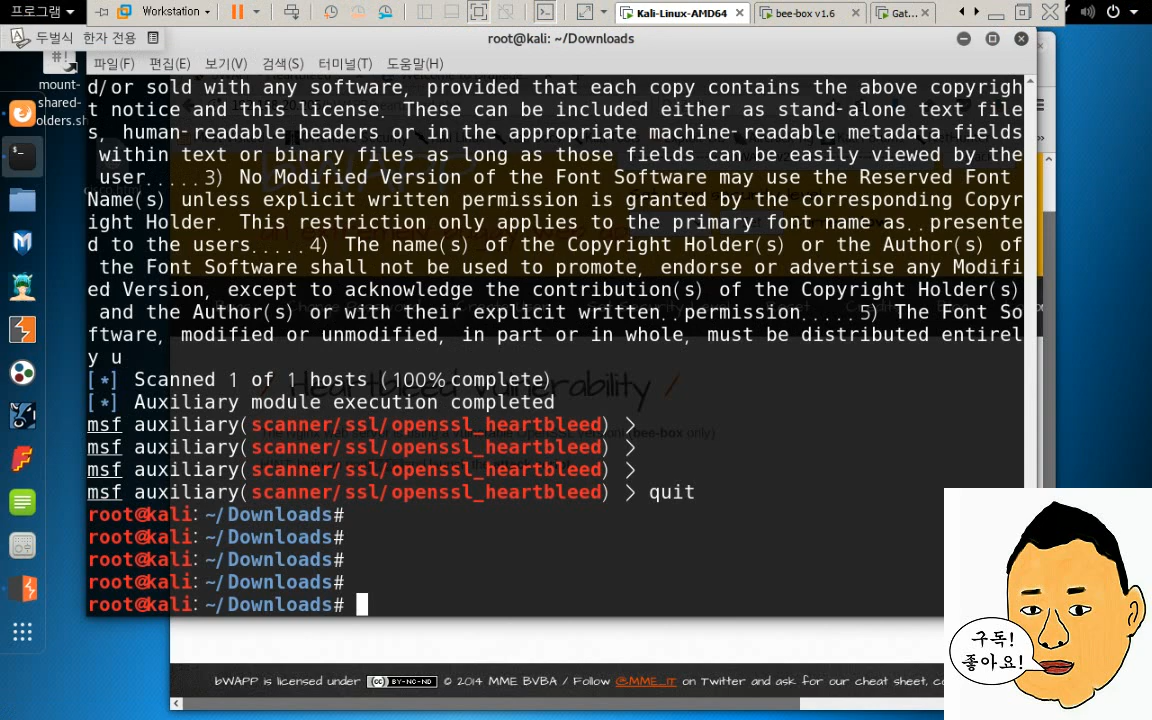 프로그램
Workstation
Kali-Linux-AMD64
bee-box v1.6
Gat...
두벌식 한자 전용
root@kali: ~/Downloads
#!
mount-
shared-
olders.sh
파일(F) 편집(E) 보기(V) 검색(S) 터미널(T) 도움말(H)
d/or sold with any software, provided that each copy contains the above copyrigh
t notice and this license. These can be included either as stand-alone text file
s, human-readable headers or in the appropriate machine-readable metadata fields
within text or binary files as long as those fields can be easily viewed by the
user.....3) No Modified Version of the Font Software may use the Reserved Font
Name(s) unless explicit written permission is granted by the corresponding Copyr
ight Holder. This restriction only applies to the primary font name as..presente
d to the users.....4) The name(s) of the Copyright Holder(s) or the Author(s) of
the Font Software shall not be used to promote, endorse or advertise any Modifi
ed Version, except to acknowledge the contribution(s) of the Copyright Holder(s)
and the Author(s) or with their explicit written..permission.....5) The Font So
ftware, modified or unmodified, in part or in whole, must be distributed entirel
y u
[*] Scanned 1 of 1 hosts (100% complete)
[*] Auxiliary module execution completed
msf auxiliary(scanner/ssl/openssl_heartbleed) >
msf auxiliary(scanner/ssl/openssl_heartbleed) >
msf auxiliary(scanner/ssl/openssl_heartbleed) >
msf auxiliary(scanner/ssl/openssl_heartbleed) > quit
root@kali:~/Downloads#
root@kali:~/Downloads#
root@kali:~/Downloads#
root@kali:~/Downloads#
root@kali:~/Downloads#
/ Heartbleed Vulnerability /
구독!
좋아요!
bWAPP is licensed under (cc) BY-NC-ND © 2014 MME BVBA / Follow @MME_IT on Twitter and ask for our cheat sheet, c